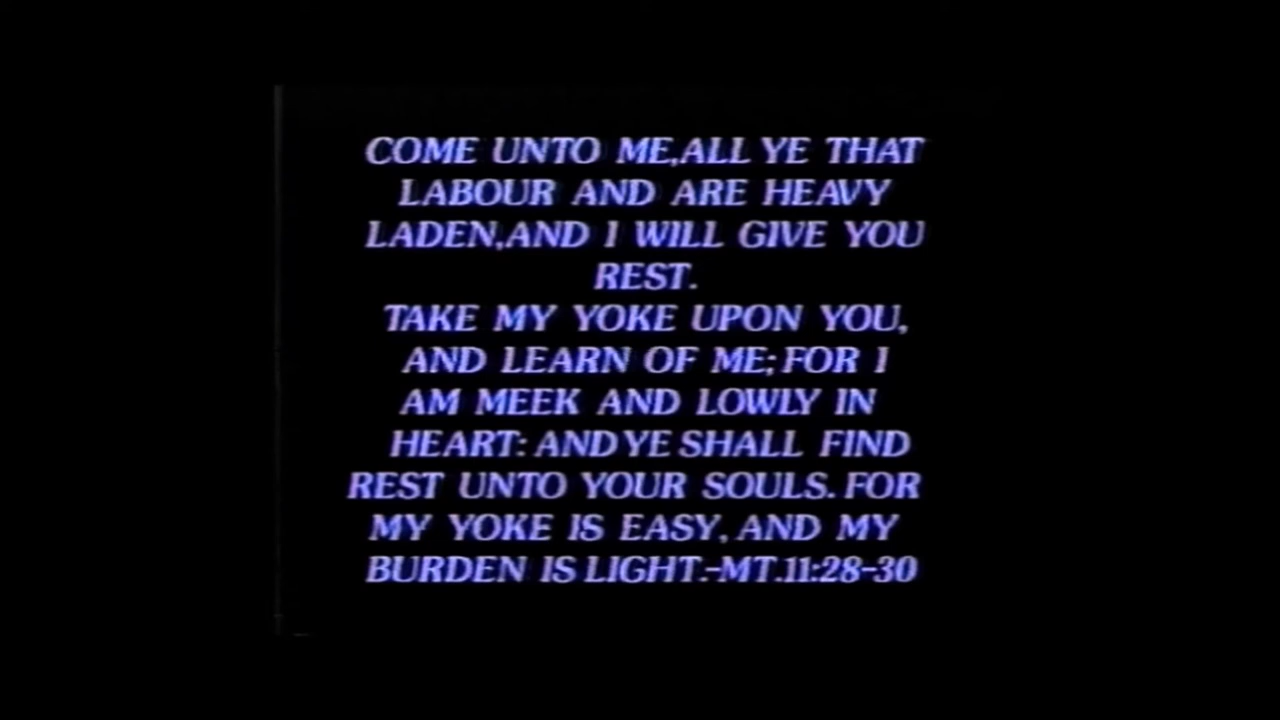 COME UNTO ME,ALL YE THAT
LABOUR AND ARE HEAVY
LADEN,AND I WILL GIVE YOU
REST.
TAKE MY YOKE UPON YOU,
AND LEARN OF ME; FOR I
AM MEEK AND LOWLY IN
HEART: AND YE SHALL FIND
REST UNTO YOUR SOULS. FOR
MY YOKE IS EASY, AND MY
BURDEN IS LIGHT.-MT.11:28-30